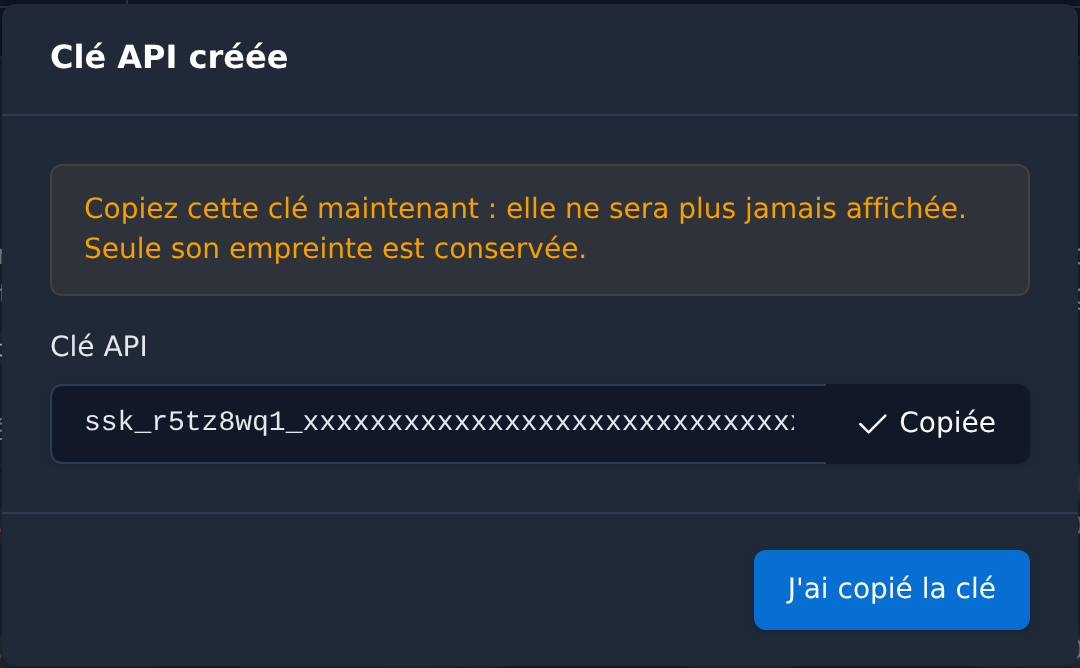 Clé API créée
Copiez cette clé maintenant : elle ne sera plus jamais affichée.
Seule son empreinte est conservée.
Clé API
ssk_r5tz8wq1_xxxxxxxxxxxxxxxxxxxxxxxxxxxxxx
Copiée
J'ai copié la clé